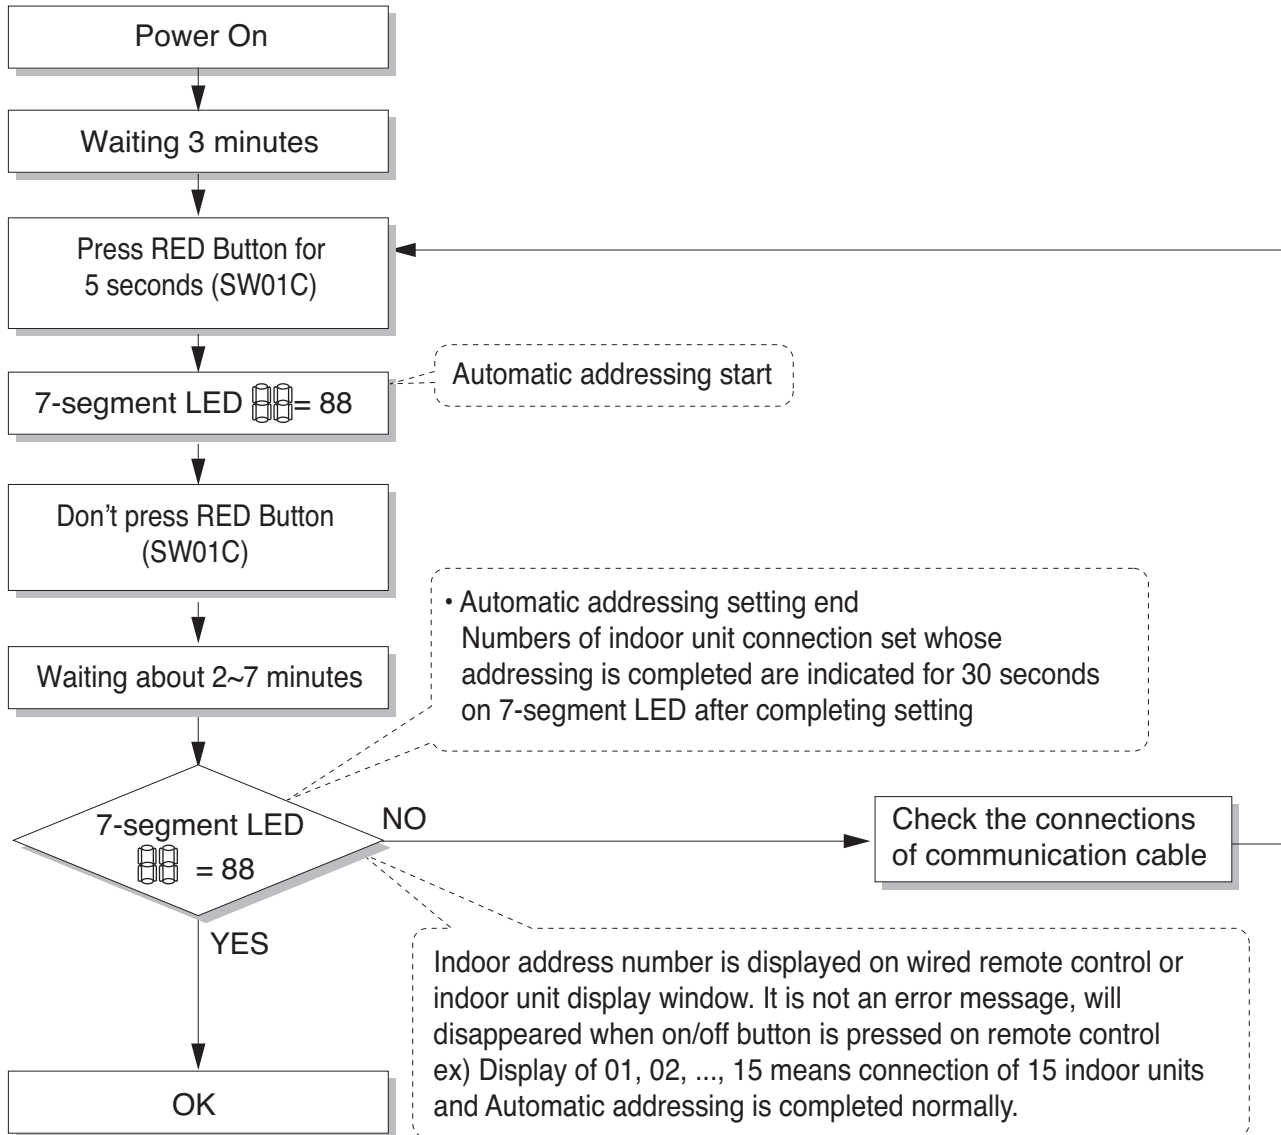 Power On
Waiting 3 minutes
Press RED Button for
5 seconds (SW01C)
7-segment LED 88 = 88
Automatic addressing start
Don't press RED Button
(SW01C)
• Automatic addressing setting end
Numbers of indoor unit connection set whose
addressing is completed are indicated for 30 seconds
on 7-segment LED after completing setting
Waiting about 2~7 minutes
7-segment LED
88 = 88
NO
Check the connections
of communication cable
YES
Indoor address number is displayed on wired remote control or
indoor unit display window. It is not an error message, will
disappeared when on/off button is pressed on remote control
ex) Display of 01, 02, ..., 15 means connection of 15 indoor units
and Automatic addressing is completed normally.
OK